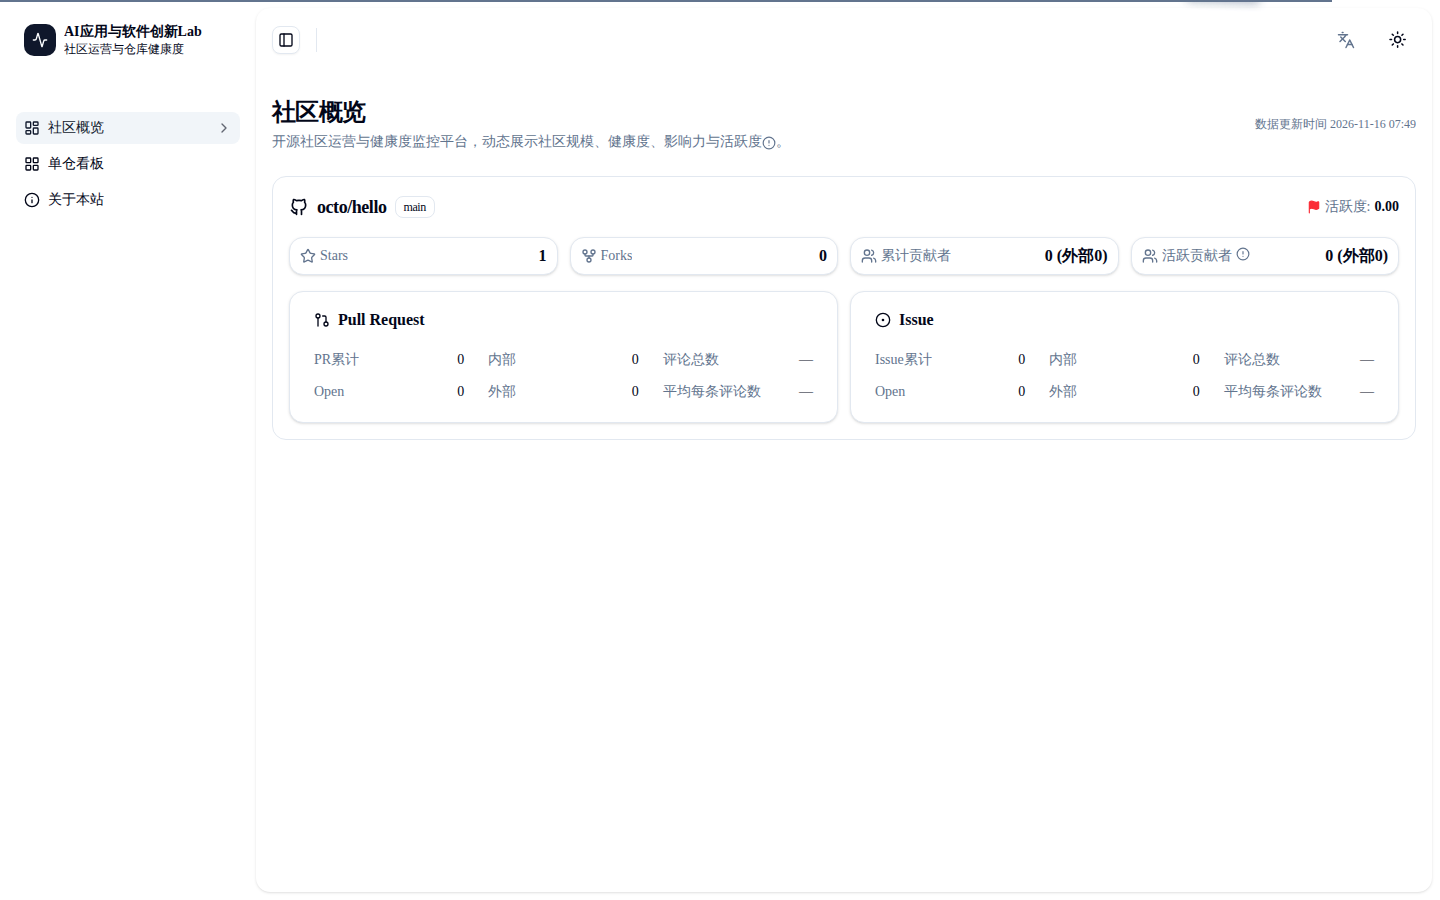 AI应用与软件创新Lab
社区运营与仓库健康度
社区概览
单仓看板
关于本站
社区概览
开源社区运营与健康度监控平台，动态展示社区规模、健康度、影响力与活跃度。
数据更新时间 2026-11-16 07:49
octo/hello main 活跃度: 0.00
Stars 1 Forks 0 累计贡献者 0 (外部0) 活跃贡献者 0 (外部0)
Pull Request
PR累计 0 内部 0 评论总数 —
Open 0 外部 0 平均每条评论数 —
Issue
Issue累计 0 内部 0 评论总数 —
Open 0 外部 0 平均每条评论数 —